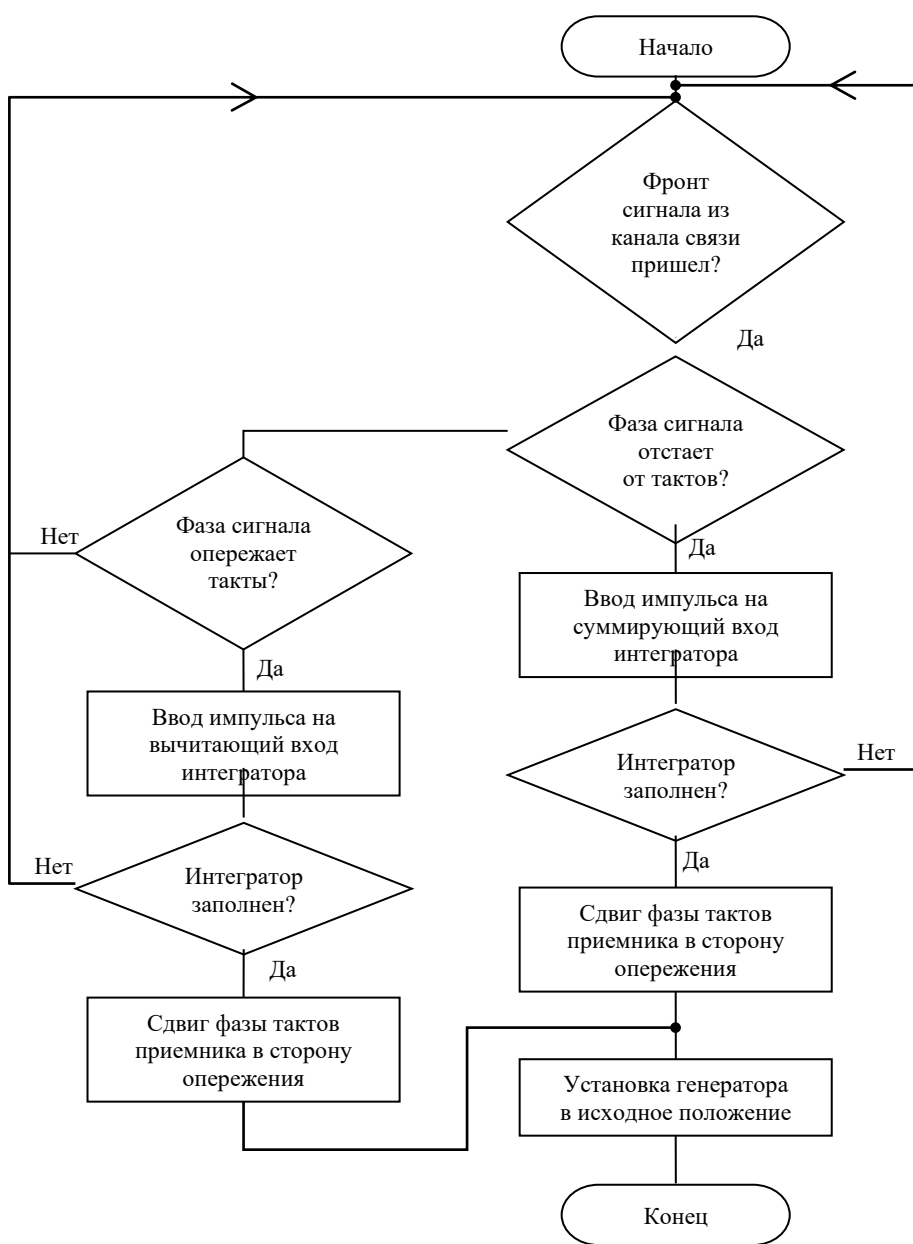 Начало
Фронт
сигнала из
канала связи
пришел?
Да
Фаза сигнала
отстает
от тактов?
Нет
Фаза сигнала
опережает
такты?
Да
Ввод импульса на
суммирующий вход
интегратора
Да
Ввод импульса на
вычитающий вход
интегратора
Интегратор
заполнен?
Нет
Нет
Интегратор
заполнен?
Да
Сдвиг фазы тактов
приемника в сторону
опережения
Да
Сдвиг фазы тактов
приемника в сторону
опережения
Установка генератора
в исходное положение
Конец